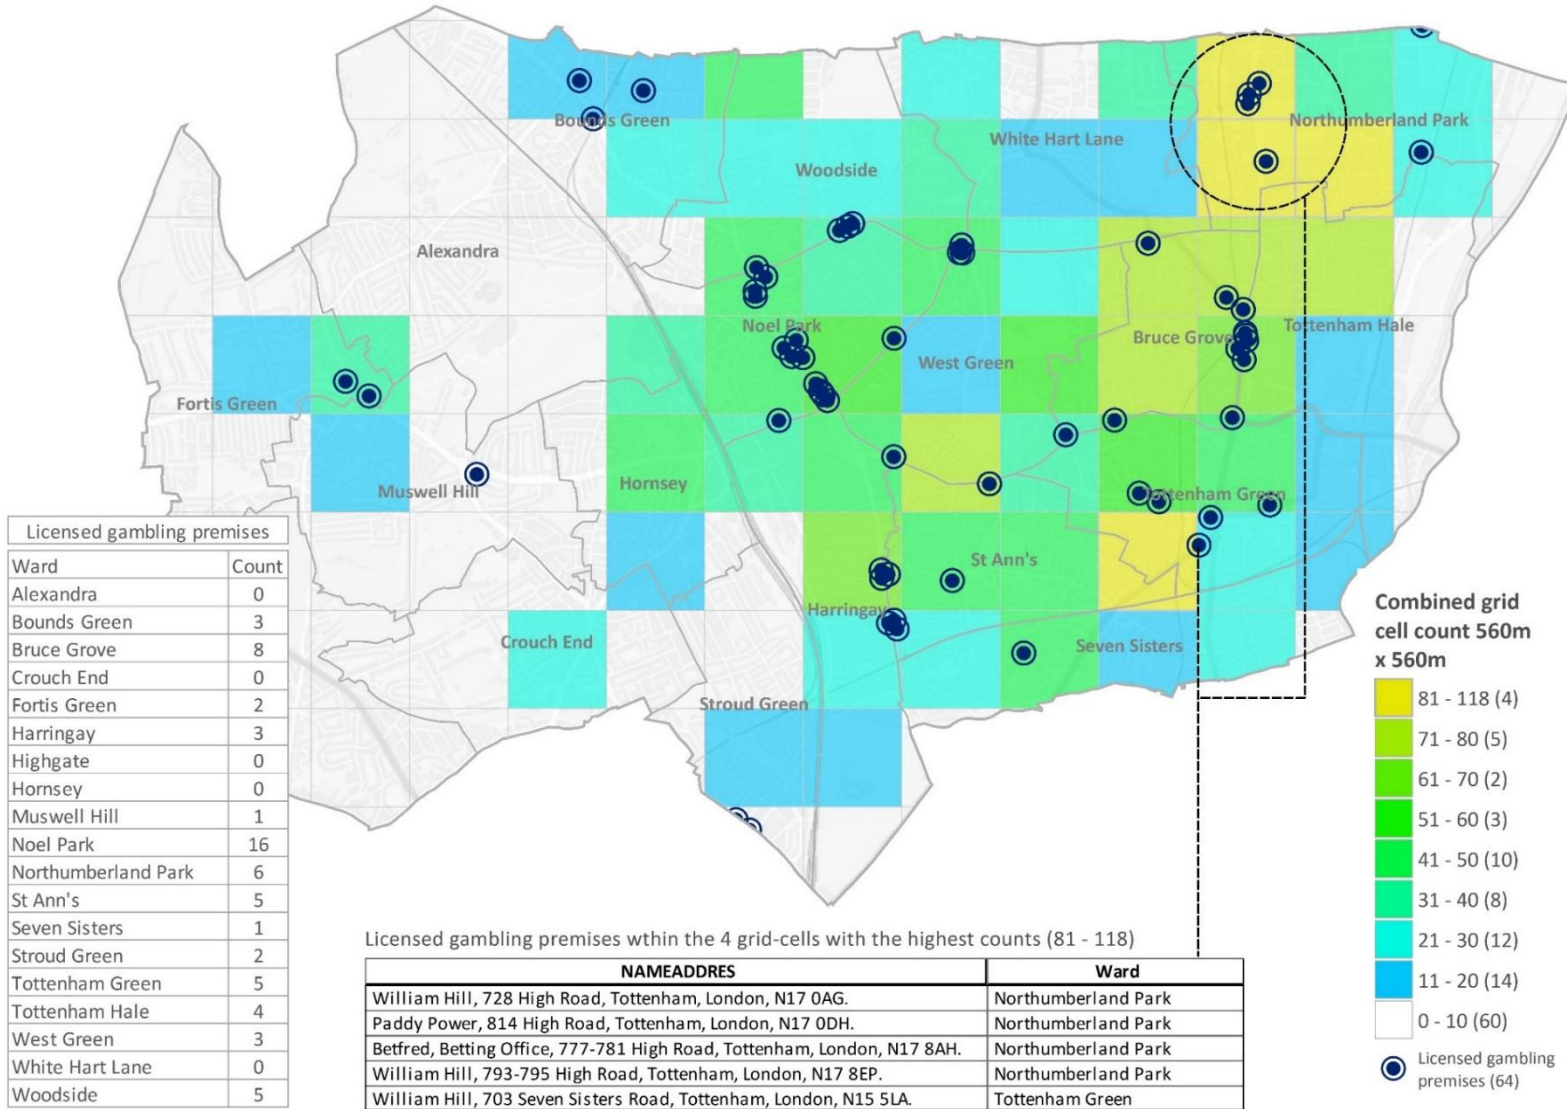 Bounds Green
White Hart Lane
Northumberland Park
Woodside
Alexandra
Noel Park
Bruce Grove
Tottenham Hale
West Green
Fortis Green
Muswell Hill
Hornsey
Tottenham Green
St Ann's
Harringay
Crouch End
Seven Sisters
Stroud Green
Licensed gambling premises
Ward Count
Alexandra 0
Bounds Green 3
Bruce Grove 8
Crouch End 0
Fortis Green 2
Harringay 3
Highgate 0
Hornsey 0
Muswell Hill 1
Noel Park 16
Northumberland Park 6
St Ann's 5
Seven Sisters 1
Stroud Green 2
Tottenham Green 5
Tottenham Hale 4
West Green 3
White Hart Lane 0
Woodside 5
Combined grid
cell count 560m
x 560m
81 - 118 (4)
71 - 80 (5)
61 - 70 (2)
51 - 60 (3)
41 - 50 (10)
31 - 40 (8)
21 - 30 (12)
11 - 20 (14)
0 - 10 (60)
Licensed gambling
premises (64)
Licensed gambling premises wthin the 4 grid-cells with the highest counts (81 - 118)
NAMEADDRES Ward
William Hill, 728 High Road, Tottenham, London, N17 0AG. Northumberland Park
Paddy Power, 814 High Road, Tottenham, London, N17 0DH. Northumberland Park
Betfred, Betting Office, 777-781 High Road, Tottenham, London, N17 8AH. Northumberland Park
William Hill, 793-795 High Road, Tottenham, London, N17 8EP. Northumberland Park
William Hill, 703 Seven Sisters Road, Tottenham, London, N15 5LA. Tottenham Green